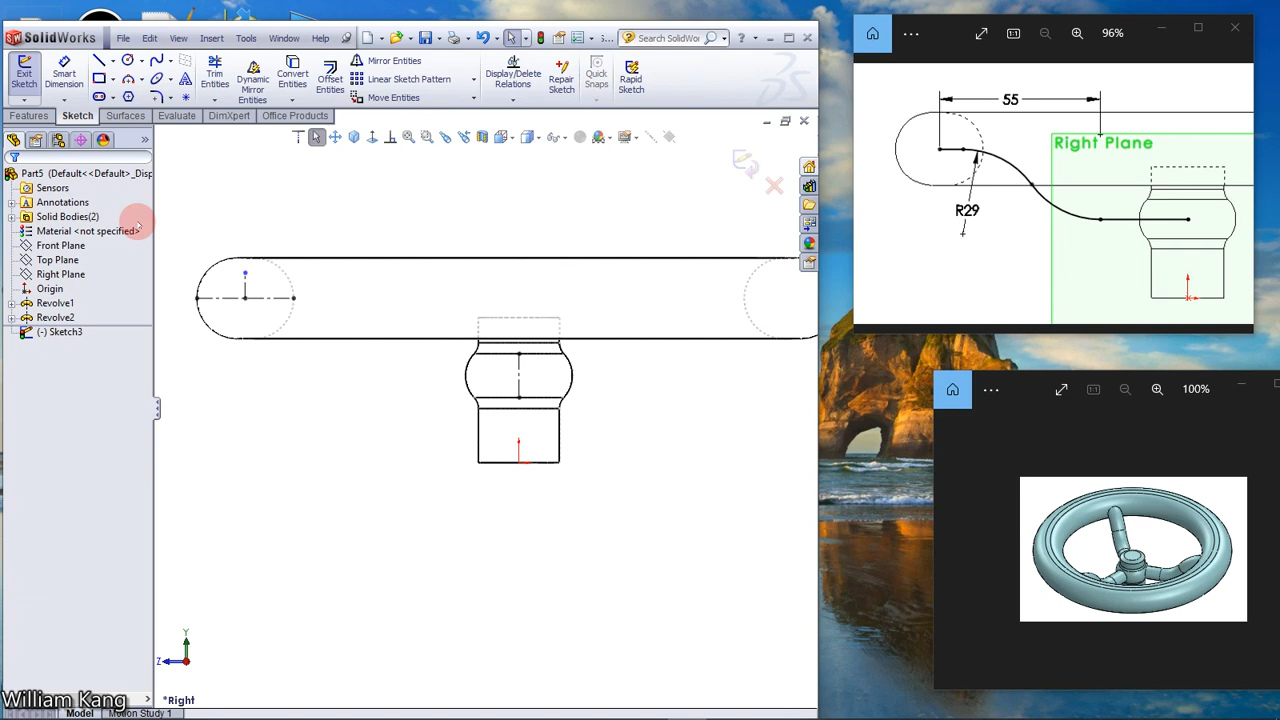 SolidWorks File Edit View Insert Tools Window Help Search SolidWo
Exit Sketch
Smart Dimension
Trim Entities
Dynamic Mirror Entities
Convert Entities
Offset Entities
Mirror Entities
Linear Sketch Pattern
Move Entities
Display/Delete Relations
Repair Sketch
Quick Snaps
Rapid Sketch
Features Sketch Surfaces Evaluate DimXpert Office Products
Part5 (Default<<Default>_Disp
Sensors
Annotations
Solid Bodies(2)
Material <not specified>
Front Plane
Top Plane
Right Plane
Origin
Revolve1
Revolve2
(-) Sketch3
Y
Z
*Right
William Kang
Model Motion Study 1
96%
55
Right Plane
R29
100%